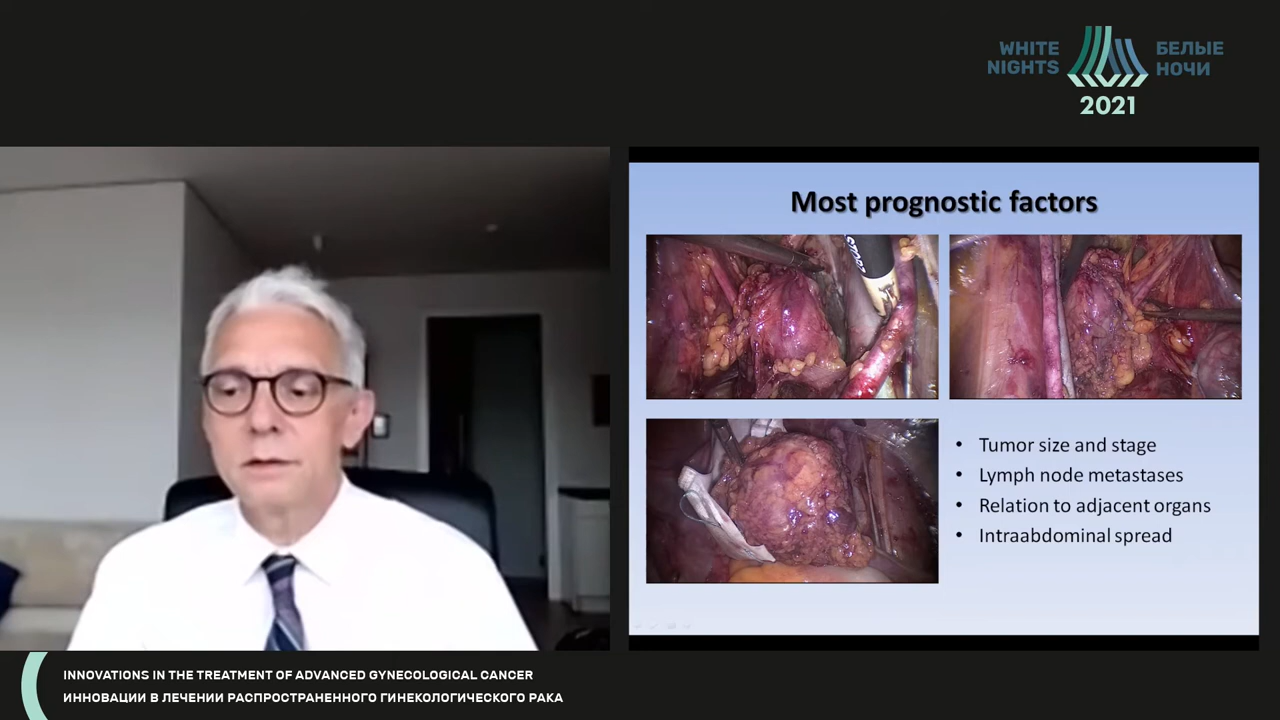 WHITE
NIGHTS
БЕЛЫЕ
НОЧИ
2021
Most prognostic factors
STORZ
• Tumor size and stage
• Lymph node metastases
• Relation to adjacent organs
• Intraabdominal spread
INNOVATIONS IN THE TREATMENT OF ADVANCED GYNECOLOGICAL CANCER
ИННОВАЦИИ В ЛЕЧЕНИИ РАСПРОСТРАНЕННОГО ГИНЕКОЛОГИЧЕСКОГО РАКА